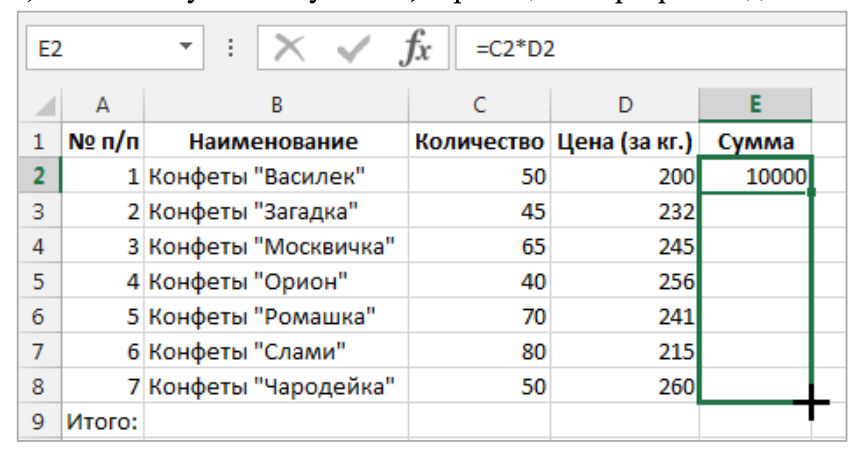 E2 fx =C2*D2
A B C D E
1 № п/п Наименование Количество Цена (за кг.) Сумма
2 1 Конфеты "Василек" 50 200 10000
3 2 Конфеты "Загадка" 45 232
4 3 Конфеты "Москвичка" 65 245
5 4 Конфеты "Орион" 40 256
6 5 Конфеты "Ромашка" 70 241
7 6 Конфеты "Слами" 80 215
8 7 Конфеты "Чародейка" 50 260
9 Итого: